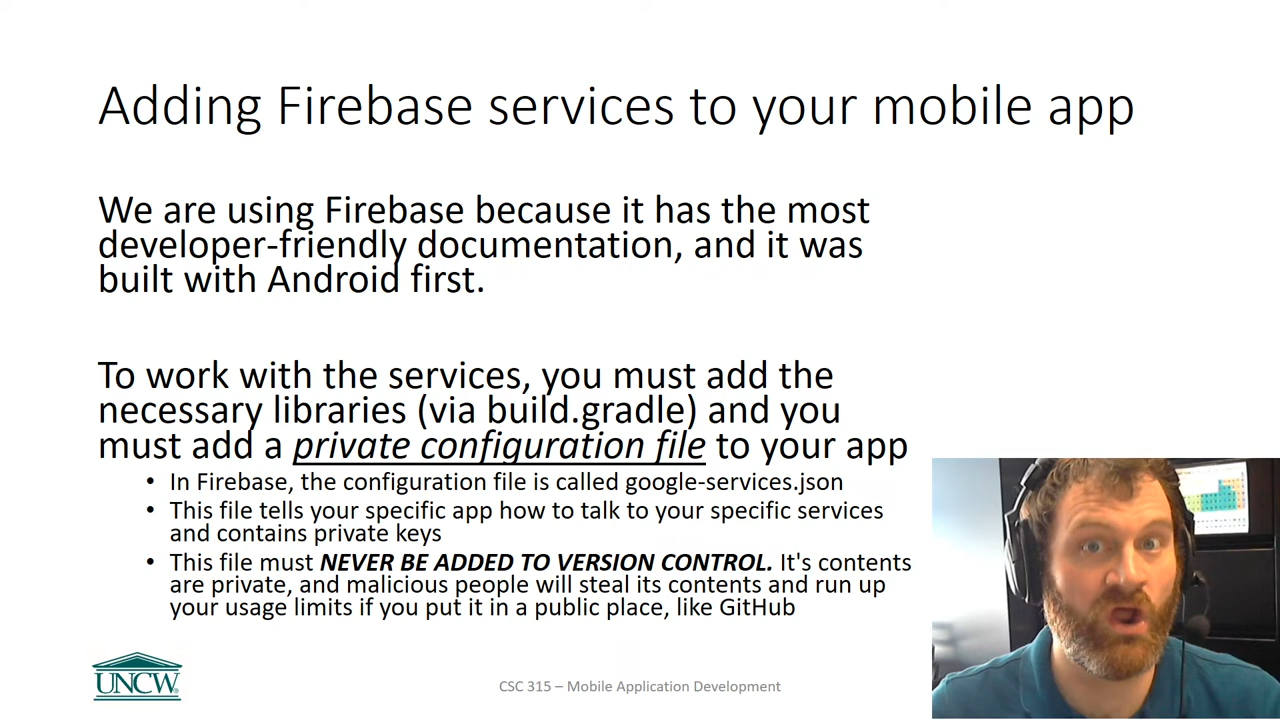 Adding Firebase services to your mobile app
We are using Firebase because it has the most
developer-friendly documentation, and it was
built with Android first.
To work with the services, you must add the
necessary libraries (via build.gradle) and you
must add a private configuration file to your app
• In Firebase, the configuration file is called google-services.json
• This file tells your specific app how to talk to your specific services
and contains private keys
• This file must NEVER BE ADDED TO VERSION CONTROL. It's contents
are private, and malicious people will steal its contents and run up
your usage limits if you put it in a public place, like GitHub
UNCW
CSC 315 – Mobile Application Development